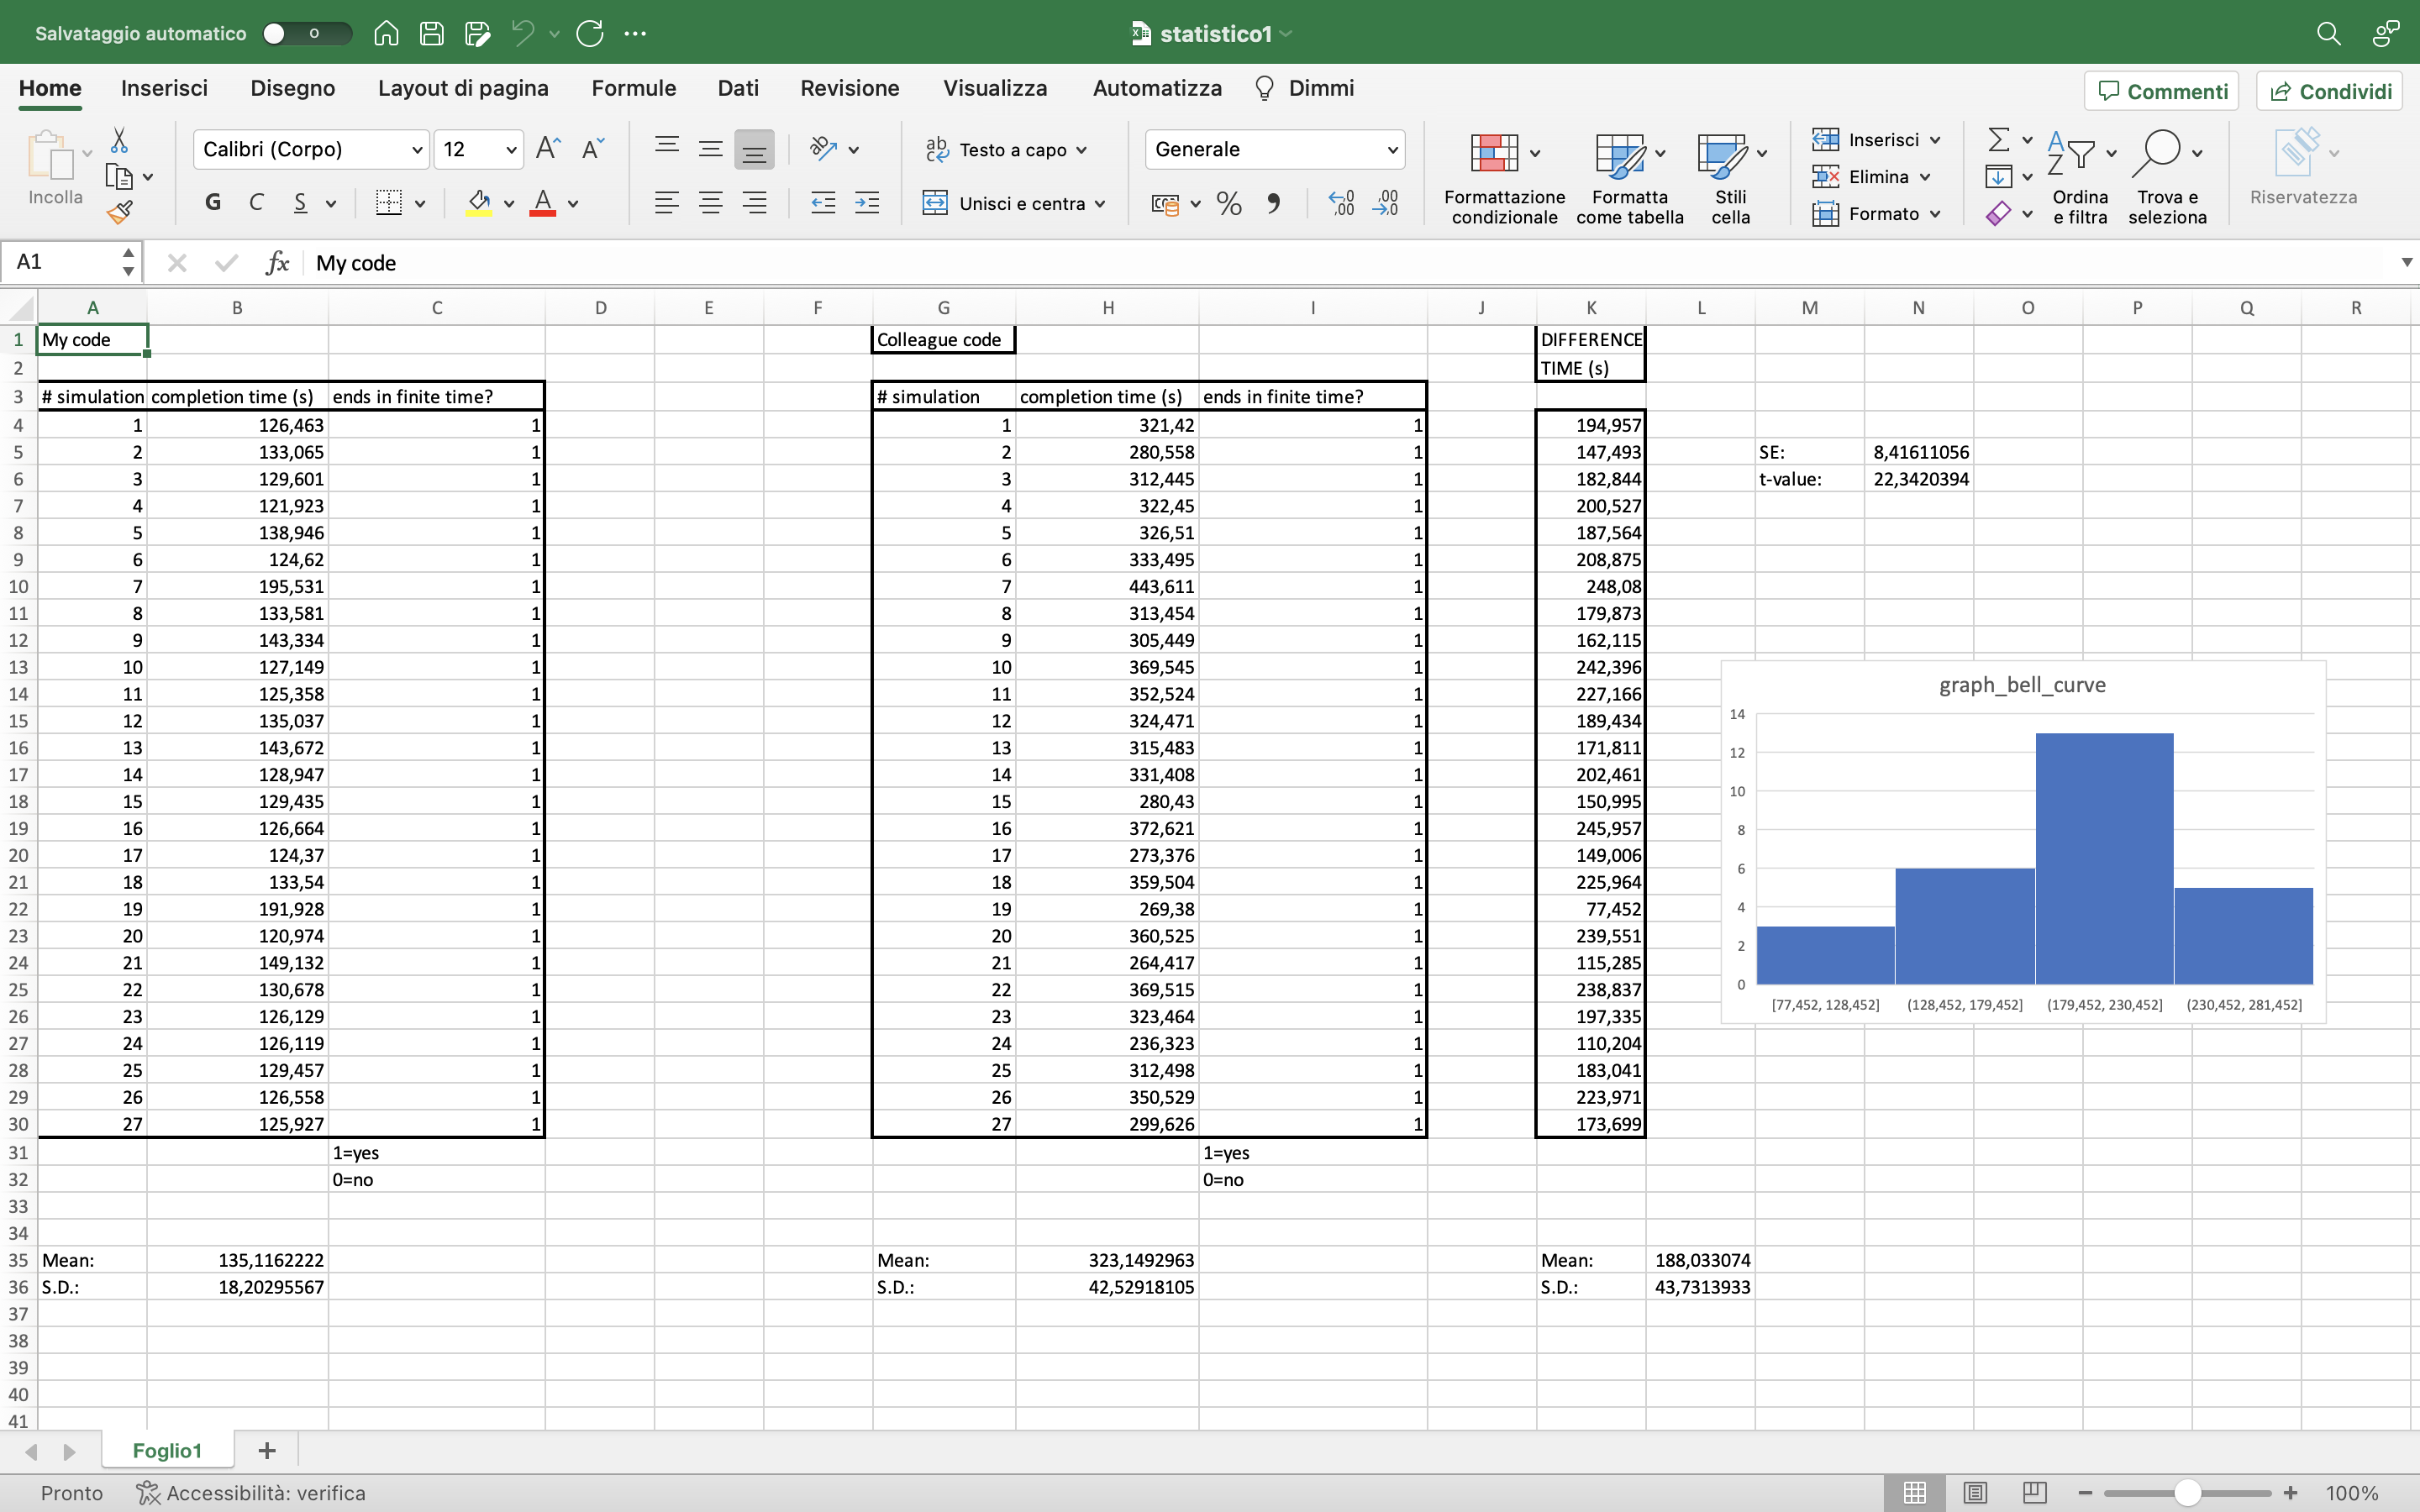 Salvataggio automatico O statistico1
Home Inserisci Disegno Layout di pagina Formule Dati Revisione Visualizza Automatizza Dimmi Commenti Condividi
Incolla Calibri (Corpo) 12 Testo a capo Generale Formattazione condizionale Formatta come tabella Stili cella Inserisci Ordina e filtra Trova e seleziona Riservatezza
Elimina
G C S Unisci e centra Formato
A1 fx My code
A B C D E F G H I J K L M N O P Q R
1 My code Colleague code DIFFERENCE
2 TIME (s)
3 # simulation completion time (s) ends in finite time? # simulation completion time (s) ends in finite time?
4 1 126,463 1 1 321,42 1 194,957
5 2 133,065 1 2 280,558 1 147,493 SE: 8,41611056
6 3 129,601 1 3 312,445 1 182,844 t-value: 22,3420394
7 4 121,923 1 4 322,45 1 200,527
8 5 138,946 1 5 326,51 1 187,564
9 6 124,62 1 6 333,495 1 208,875
10 7 195,531 1 7 443,611 1 248,08
11 8 133,581 1 8 313,454 1 179,873
12 9 143,334 1 9 305,449 1 162,115
13 10 127,149 1 10 369,545 1 242,396
14 11 125,358 1 11 352,524 1 227,166
15 12 135,037 1 12 324,471 1 189,434
16 13 143,672 1 13 315,483 1 171,811
17 14 128,947 1 14 331,408 1 202,461
18 15 129,435 1 15 280,43 1 150,995
19 16 126,664 1 16 372,621 1 245,957
20 17 124,37 1 17 273,376 1 149,006
21 18 133,54 1 18 359,504 1 225,964
22 19 191,928 1 19 269,38 1 77,452
23 20 120,974 1 20 360,525 1 239,551
24 21 149,132 1 21 264,417 1 115,285
25 22 130,678 1 22 369,515 1 238,837
26 23 126,129 1 23 323,464 1 197,335
27 24 126,119 1 24 236,323 1 110,204
28 25 129,457 1 25 312,498 1 183,041
29 26 126,558 1 26 350,529 1 223,971
30 27 125,927 1 27 299,626 1 173,699
31 1=yes 1=yes
32 0=no 0=no
33
34
35 Mean: 135,1162222 Mean: 323,1492963 Mean: 188,033074
36 S.D.: 18,20295567 S.D.: 42,52918105 S.D.: 43,7313933
37
38
39
40
41
graph_bell_curve
14
12
10
8
6
4
2
0
[77,452, 128,452] (128,452, 179,452] (179,452, 230,452] (230,452, 281,452]
Foglio1 +
Pronto Accessibilità: verifica 100%